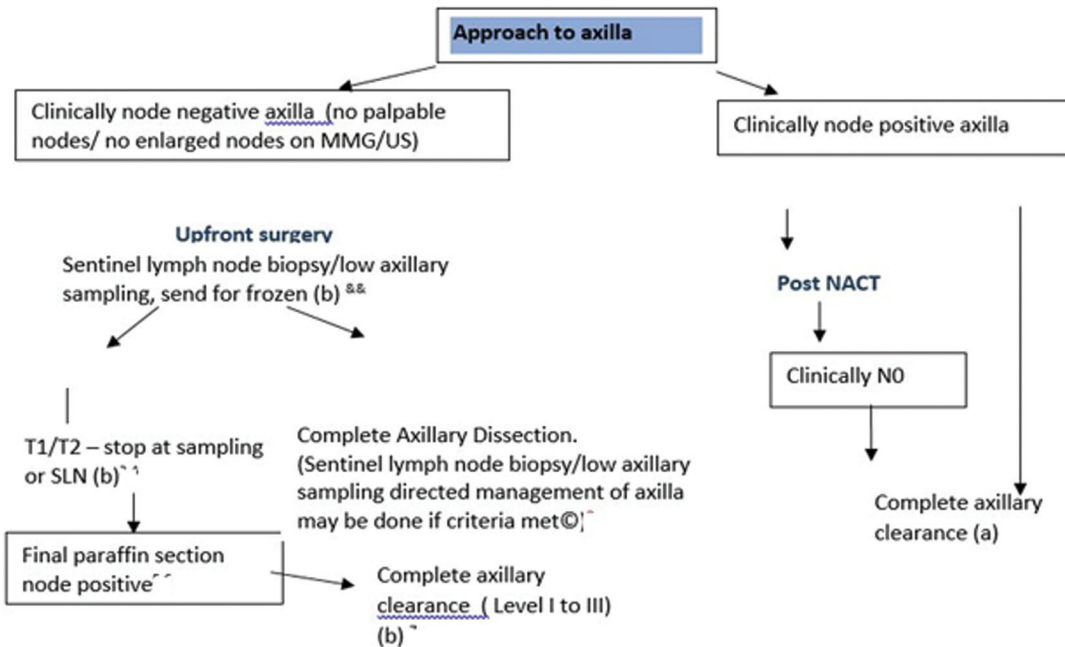 Approach to axilla
Clinically node negative axilla (no palpable
nodes/ no enlarged nodes on MMG/US)
Clinically node positive axilla
Upfront surgery
Sentinel lymph node biopsy/low axillary
sampling, send for frozen (b) &&
Post NACT
Clinically N0
T1/T2 – stop at sampling
or SLN (b)
Complete Axillary Dissection.
(Sentinel lymph node biopsy/low axillary
sampling directed management of axilla
may be done if criteria met©)
Complete axillary
clearance (a)
Final paraffin section
node positive
Complete axillary
clearance ( Level I to III)
(b)